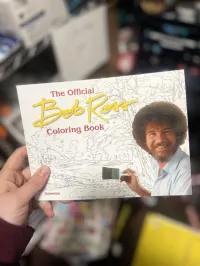 The Official
Bob Ross
Coloring Book